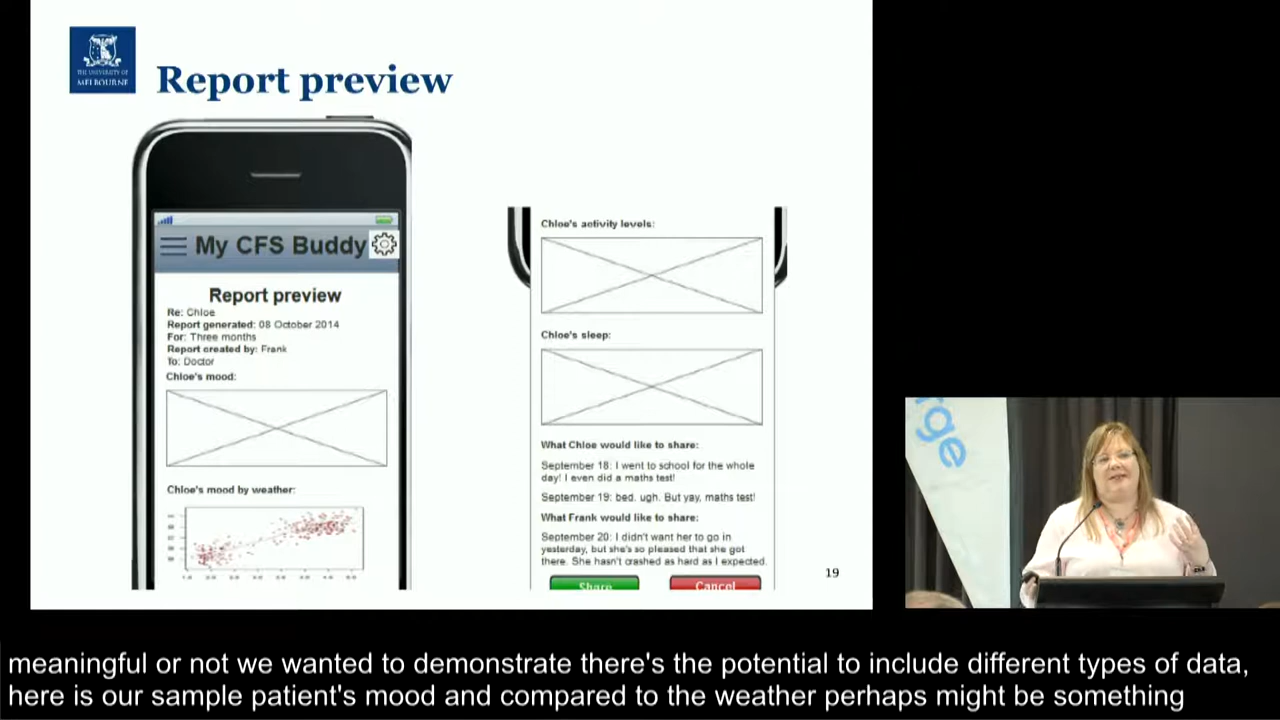 THE UNIVERSITY OF
MELBOURNE
Report preview
My CFS Buddy
Report preview
Re: Chloe
Report generated: 08 October 2014
For: Three months
Report created by: Frank
To: Doctor
Chloe's mood:
Chloe's mood by weather:
Chloe's activity levels:
Chloe's sleep:
What Chloe would like to share:
September 18: I went to school for the whole
day! I even did a maths test!
September 19: bed. ugh. But yay, maths test!
What Frank would like to share:
September 20: I didn't want her to go in
yesterday, but she's so pleased that she got
there. She hasn't crashed as hard as I expected.
Share
Cancel
19
rge
meaningful or not we wanted to demonstrate there's the potential to include different types of data,
here is our sample patient's mood and compared to the weather perhaps might be something